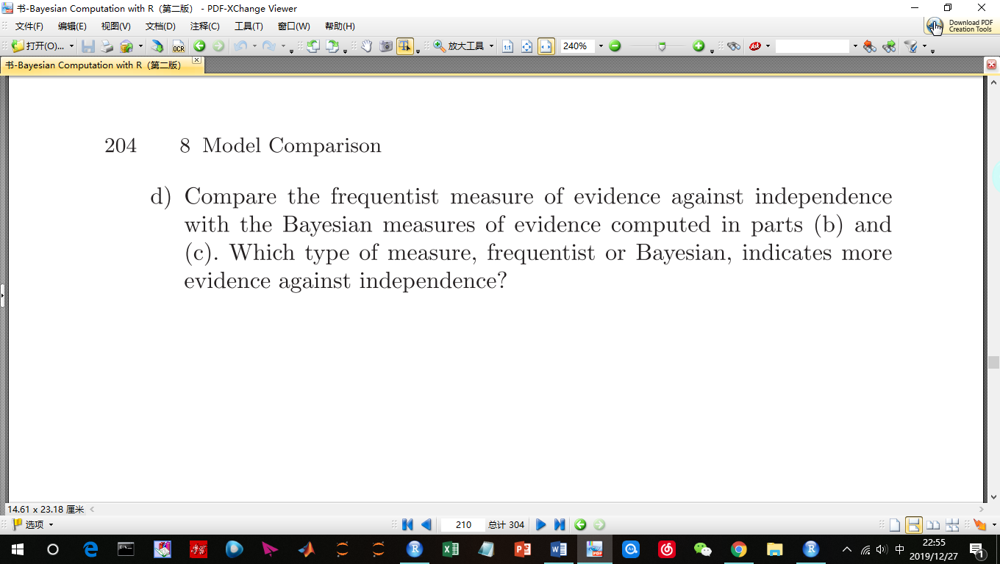 书-Bayesian Computation with R（第二版） - PDF-XChange Viewer
文件(F) 编辑(E) 视图(V) 文档(D) 注释(C) 工具(T) 窗口(W) 帮助(H)
Download PDF
Creation Tools
打开(O)... OCR 放大工具 1:1 240% ask
书-Bayesian Computation with R（第二版）
204 8 Model Comparison
d) Compare the frequentist measure of evidence against independence
with the Bayesian measures of evidence computed in parts (b) and
(c). Which type of measure, frequentist or Bayesian, indicates more
evidence against independence?
14.61 x 23.18 厘米
选项 210 总计 304
中 22:55
2019/12/27 1